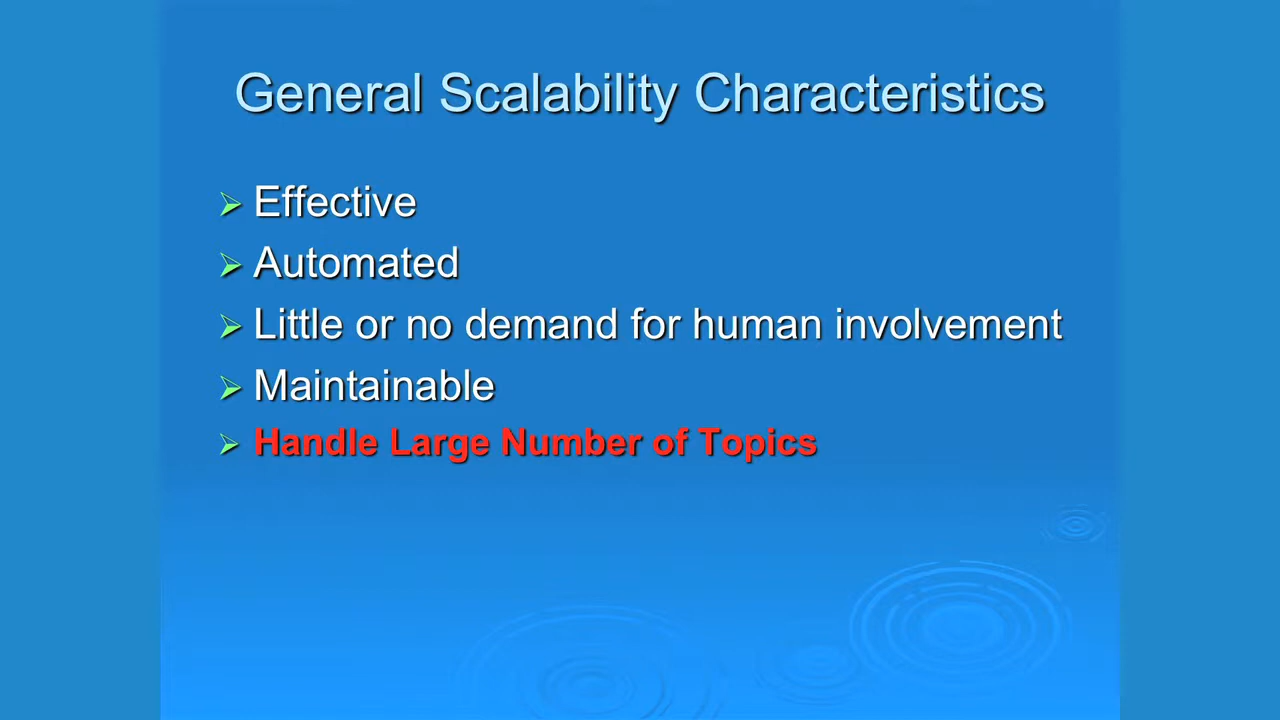 General Scalability Characteristics
Effective
Automated
Little or no demand for human involvement
Maintainable
Handle Large Number of Topics